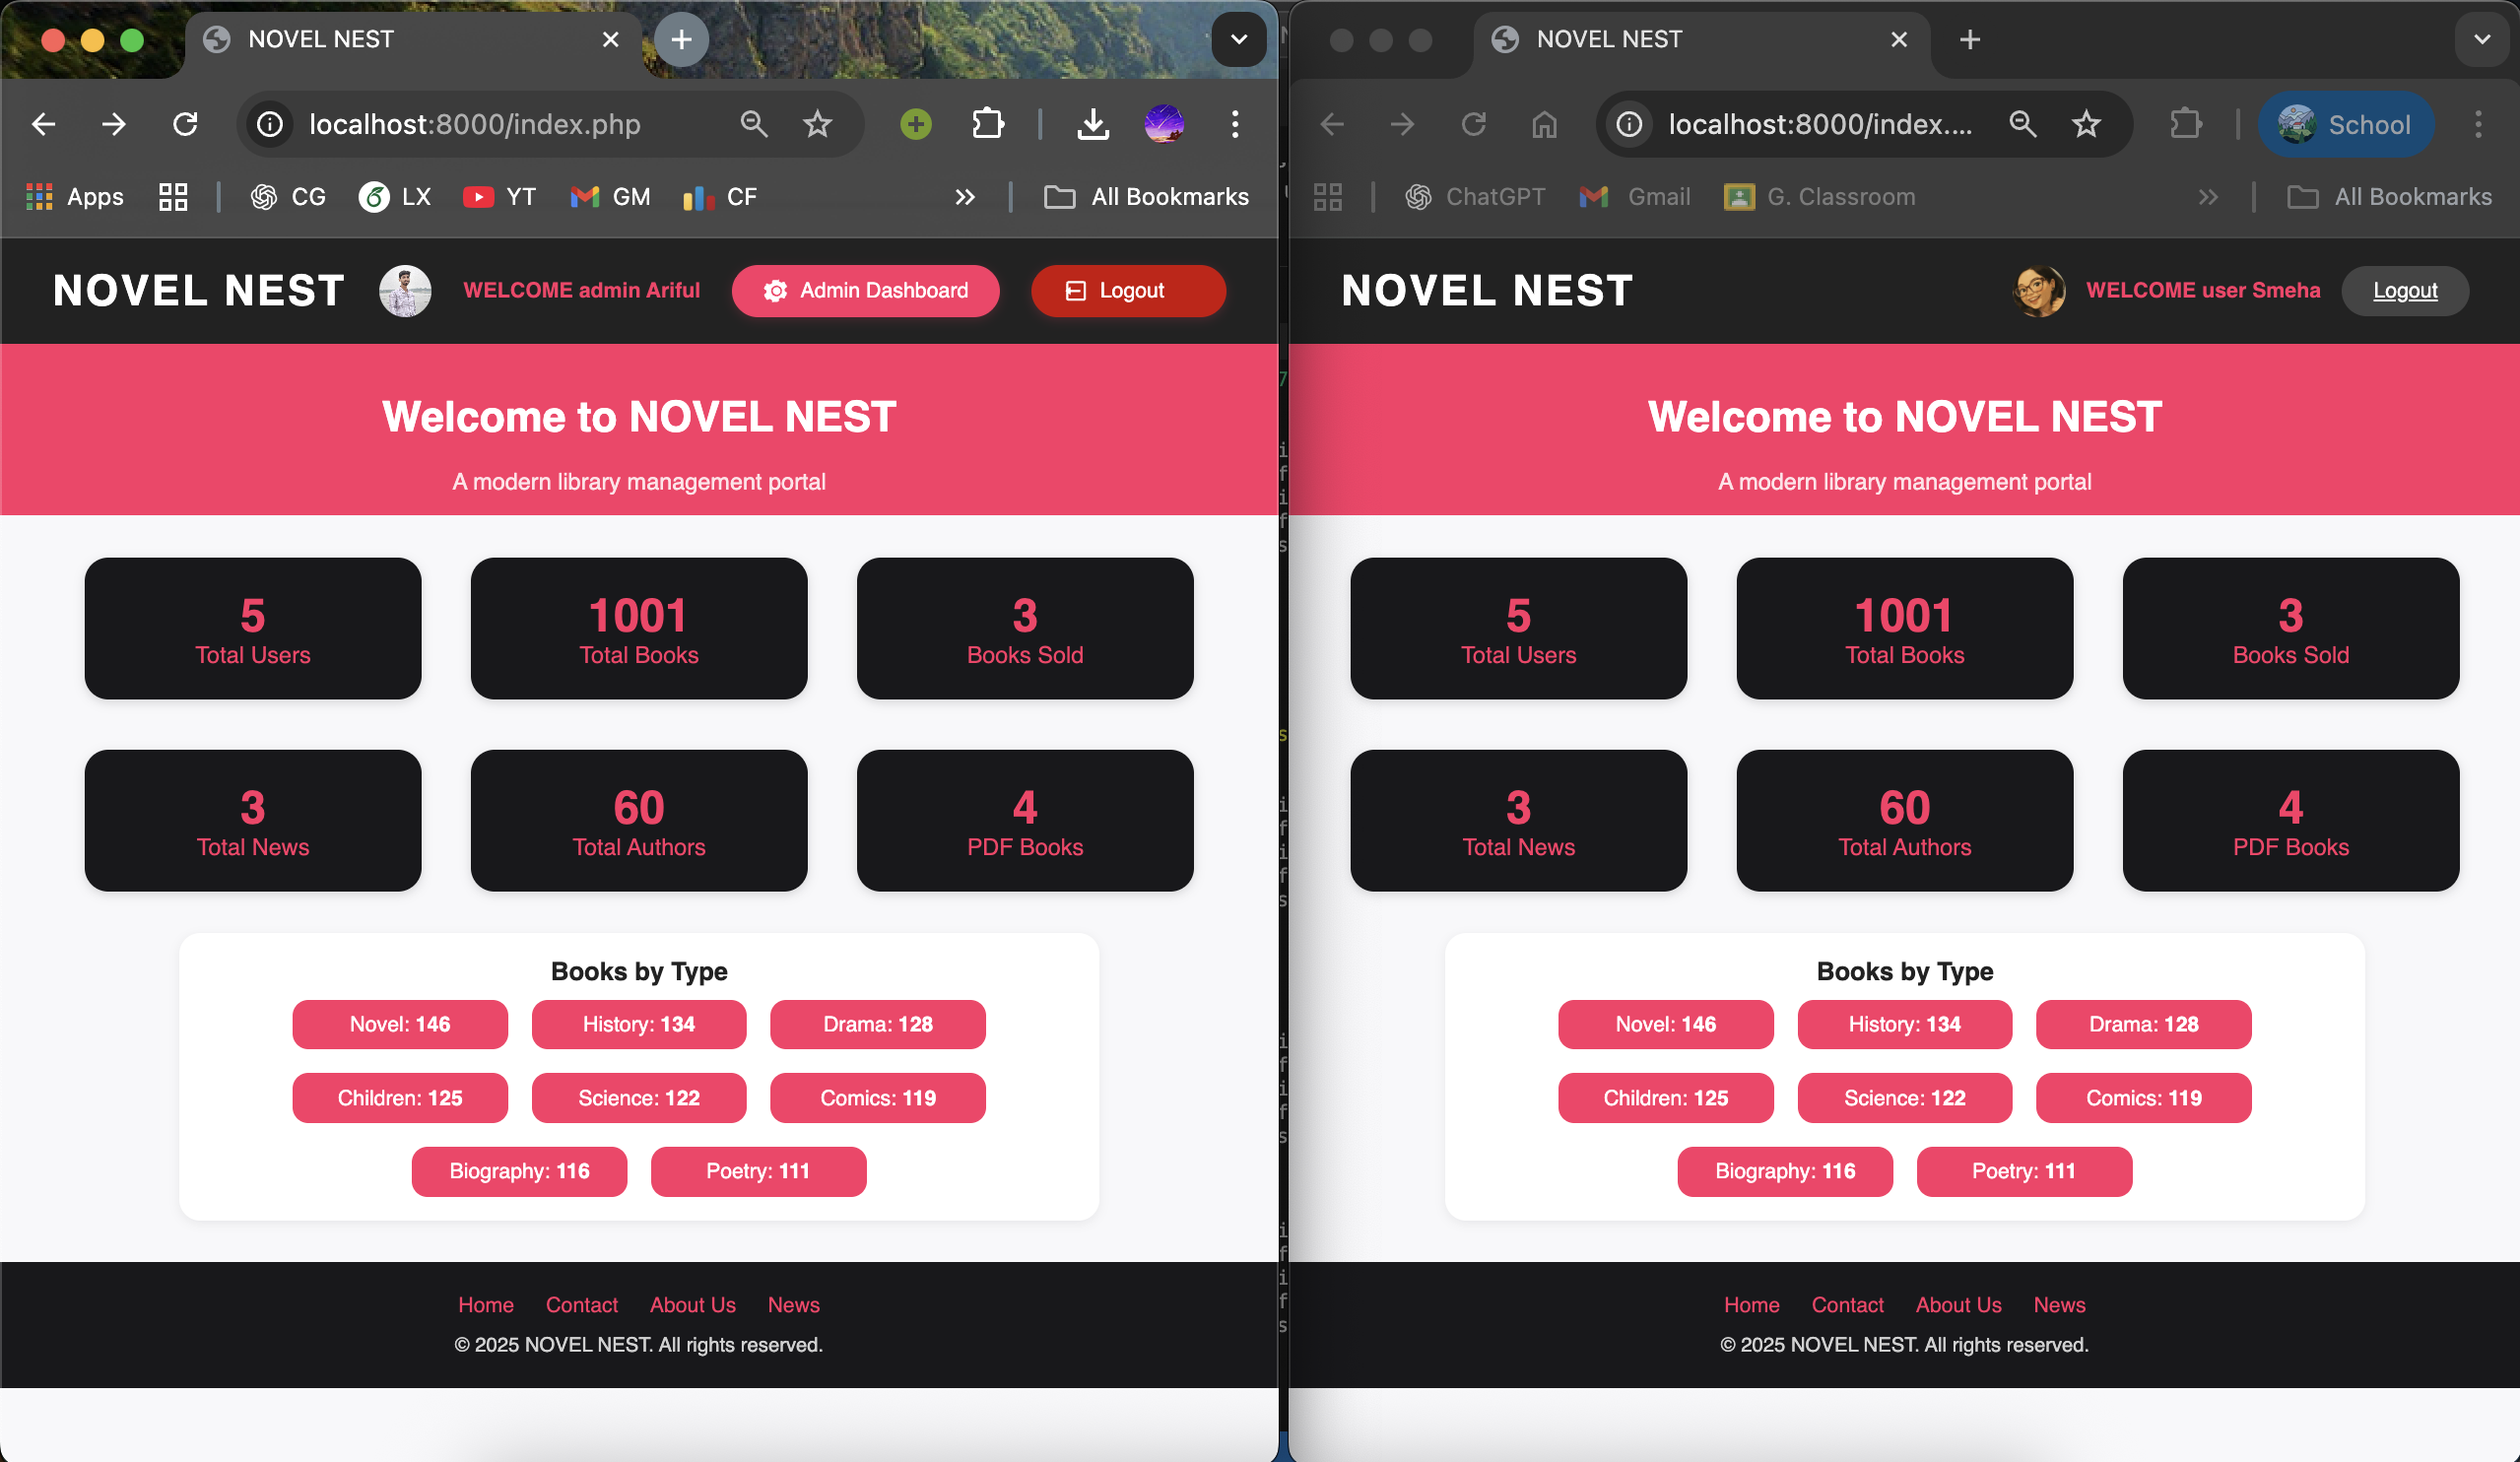 NOVEL NEST
localhost:8000/index.php
Apps CG LX YT GM CF All Bookmarks
NOVEL NEST WELCOME admin Ariful Admin Dashboard Logout
Welcome to NOVEL NEST
A modern library management portal
5
Total Users
1001
Total Books
3
Books Sold
3
Total News
60
Total Authors
4
PDF Books
Books by Type
Novel: 146 History: 134 Drama: 128
Children: 125 Science: 122 Comics: 119
Biography: 116 Poetry: 111
Home Contact About Us News
© 2025 NOVEL NEST. All rights reserved.
NOVEL NEST
localhost:8000/index.... School
ChatGPT Gmail G. Classroom All Bookmarks
NOVEL NEST WELCOME user Smeha Logout
Welcome to NOVEL NEST
A modern library management portal
5
Total Users
1001
Total Books
3
Books Sold
3
Total News
60
Total Authors
4
PDF Books
Books by Type
Novel: 146 History: 134 Drama: 128
Children: 125 Science: 122 Comics: 119
Biography: 116 Poetry: 111
Home Contact About Us News
© 2025 NOVEL NEST. All rights reserved.